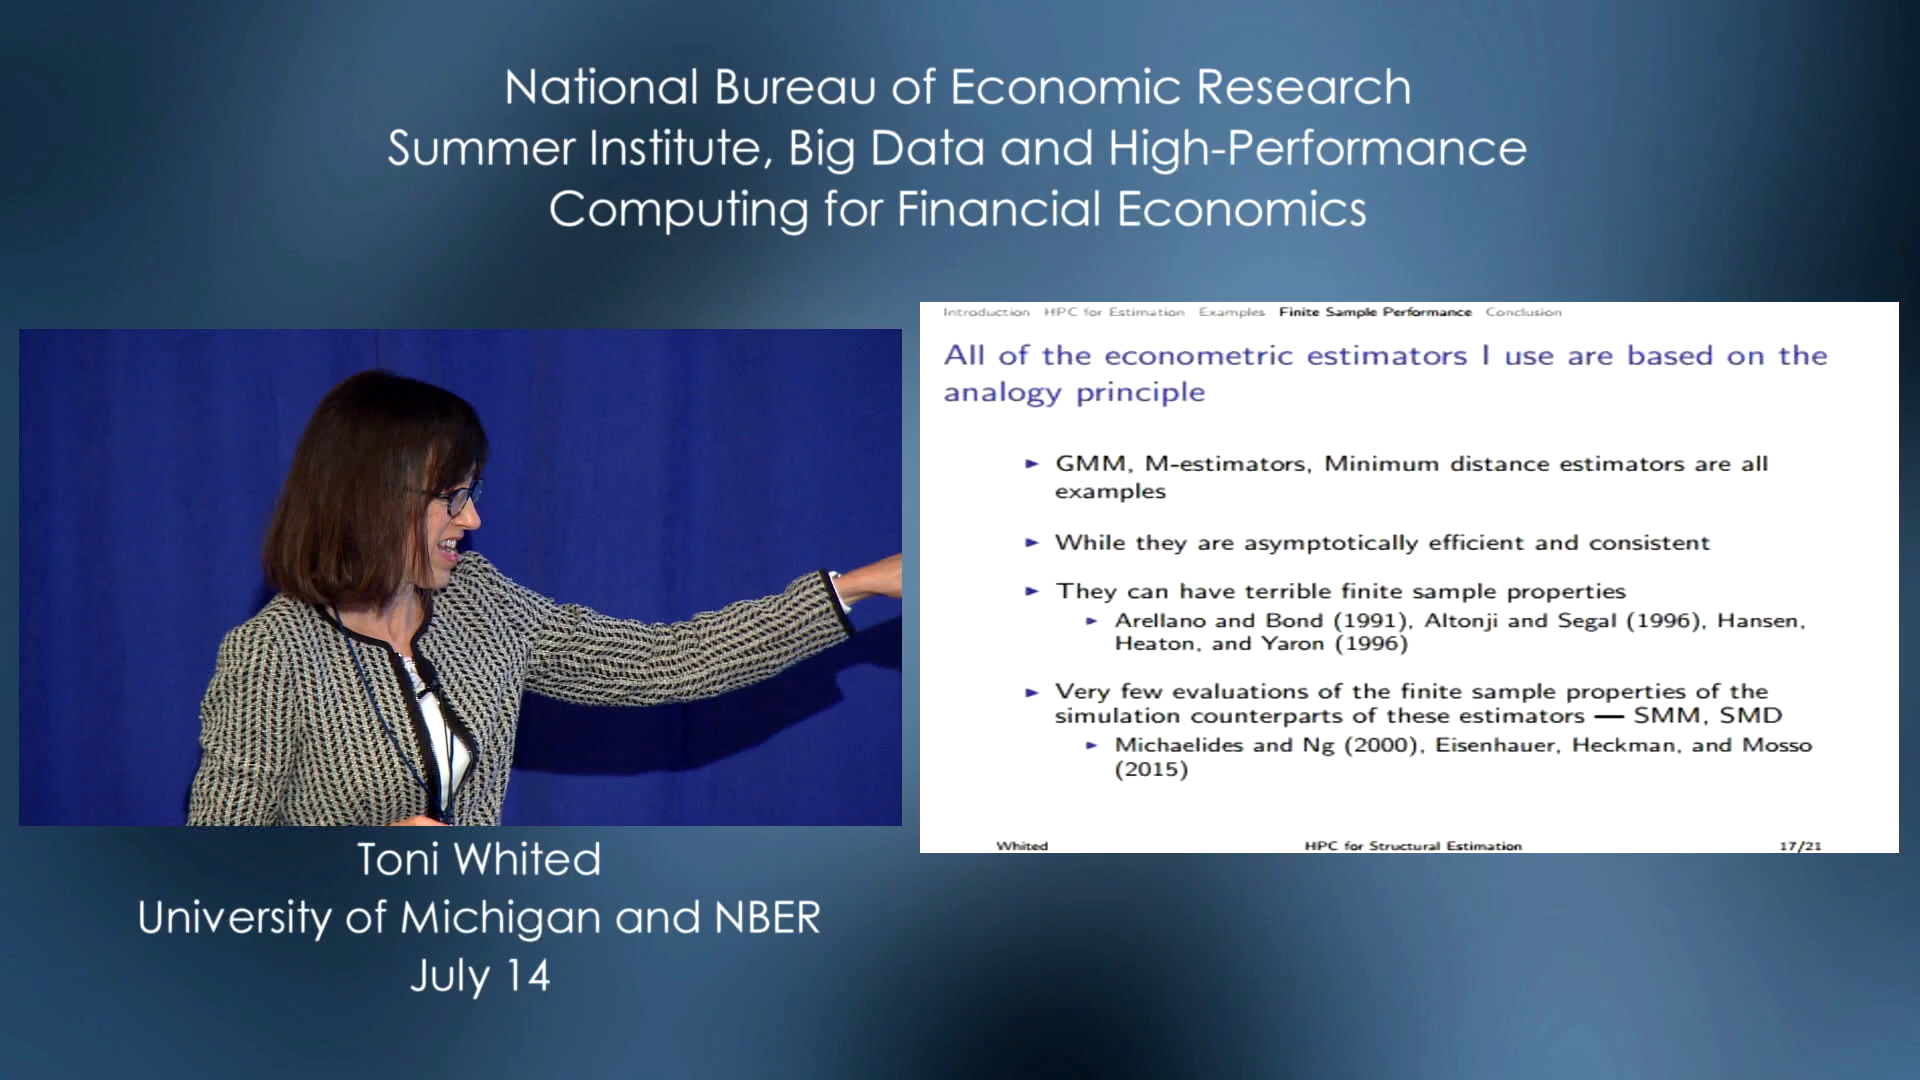 National Bureau of Economic Research
Summer Institute, Big Data and High-Performance
Computing for Financial Economics
Introduction HPC for Estimation Examples Finite Sample Performance Conclusion
All of the econometric estimators I use are based on the
analogy principle
► GMM, M-estimators, Minimum distance estimators are all
examples
► While they are asymptotically efficient and consistent
► They can have terrible finite sample properties
► Arellano and Bond (1991), Altonji and Segal (1996), Hansen,
Heaton, and Yaron (1996)
► Very few evaluations of the finite sample properties of the
simulation counterparts of these estimators — SMM, SMD
► Michaelides and Ng (2000), Eisenhauer, Heckman, and Mosso
(2015)
Whited HPC for Structural Estimation 17/21
Toni Whited
University of Michigan and NBER
July 14